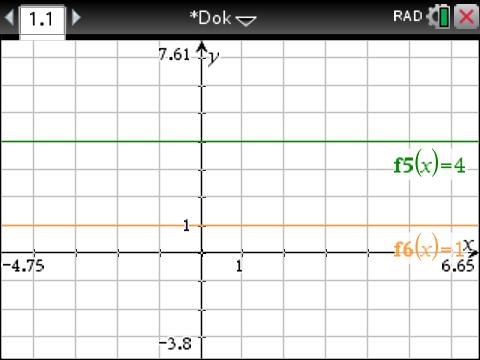 1.1 *Dok RAD
7.61 y
f5(x)=4
1
f6(x)=1
x
-4.75 1 6.65
-3.8